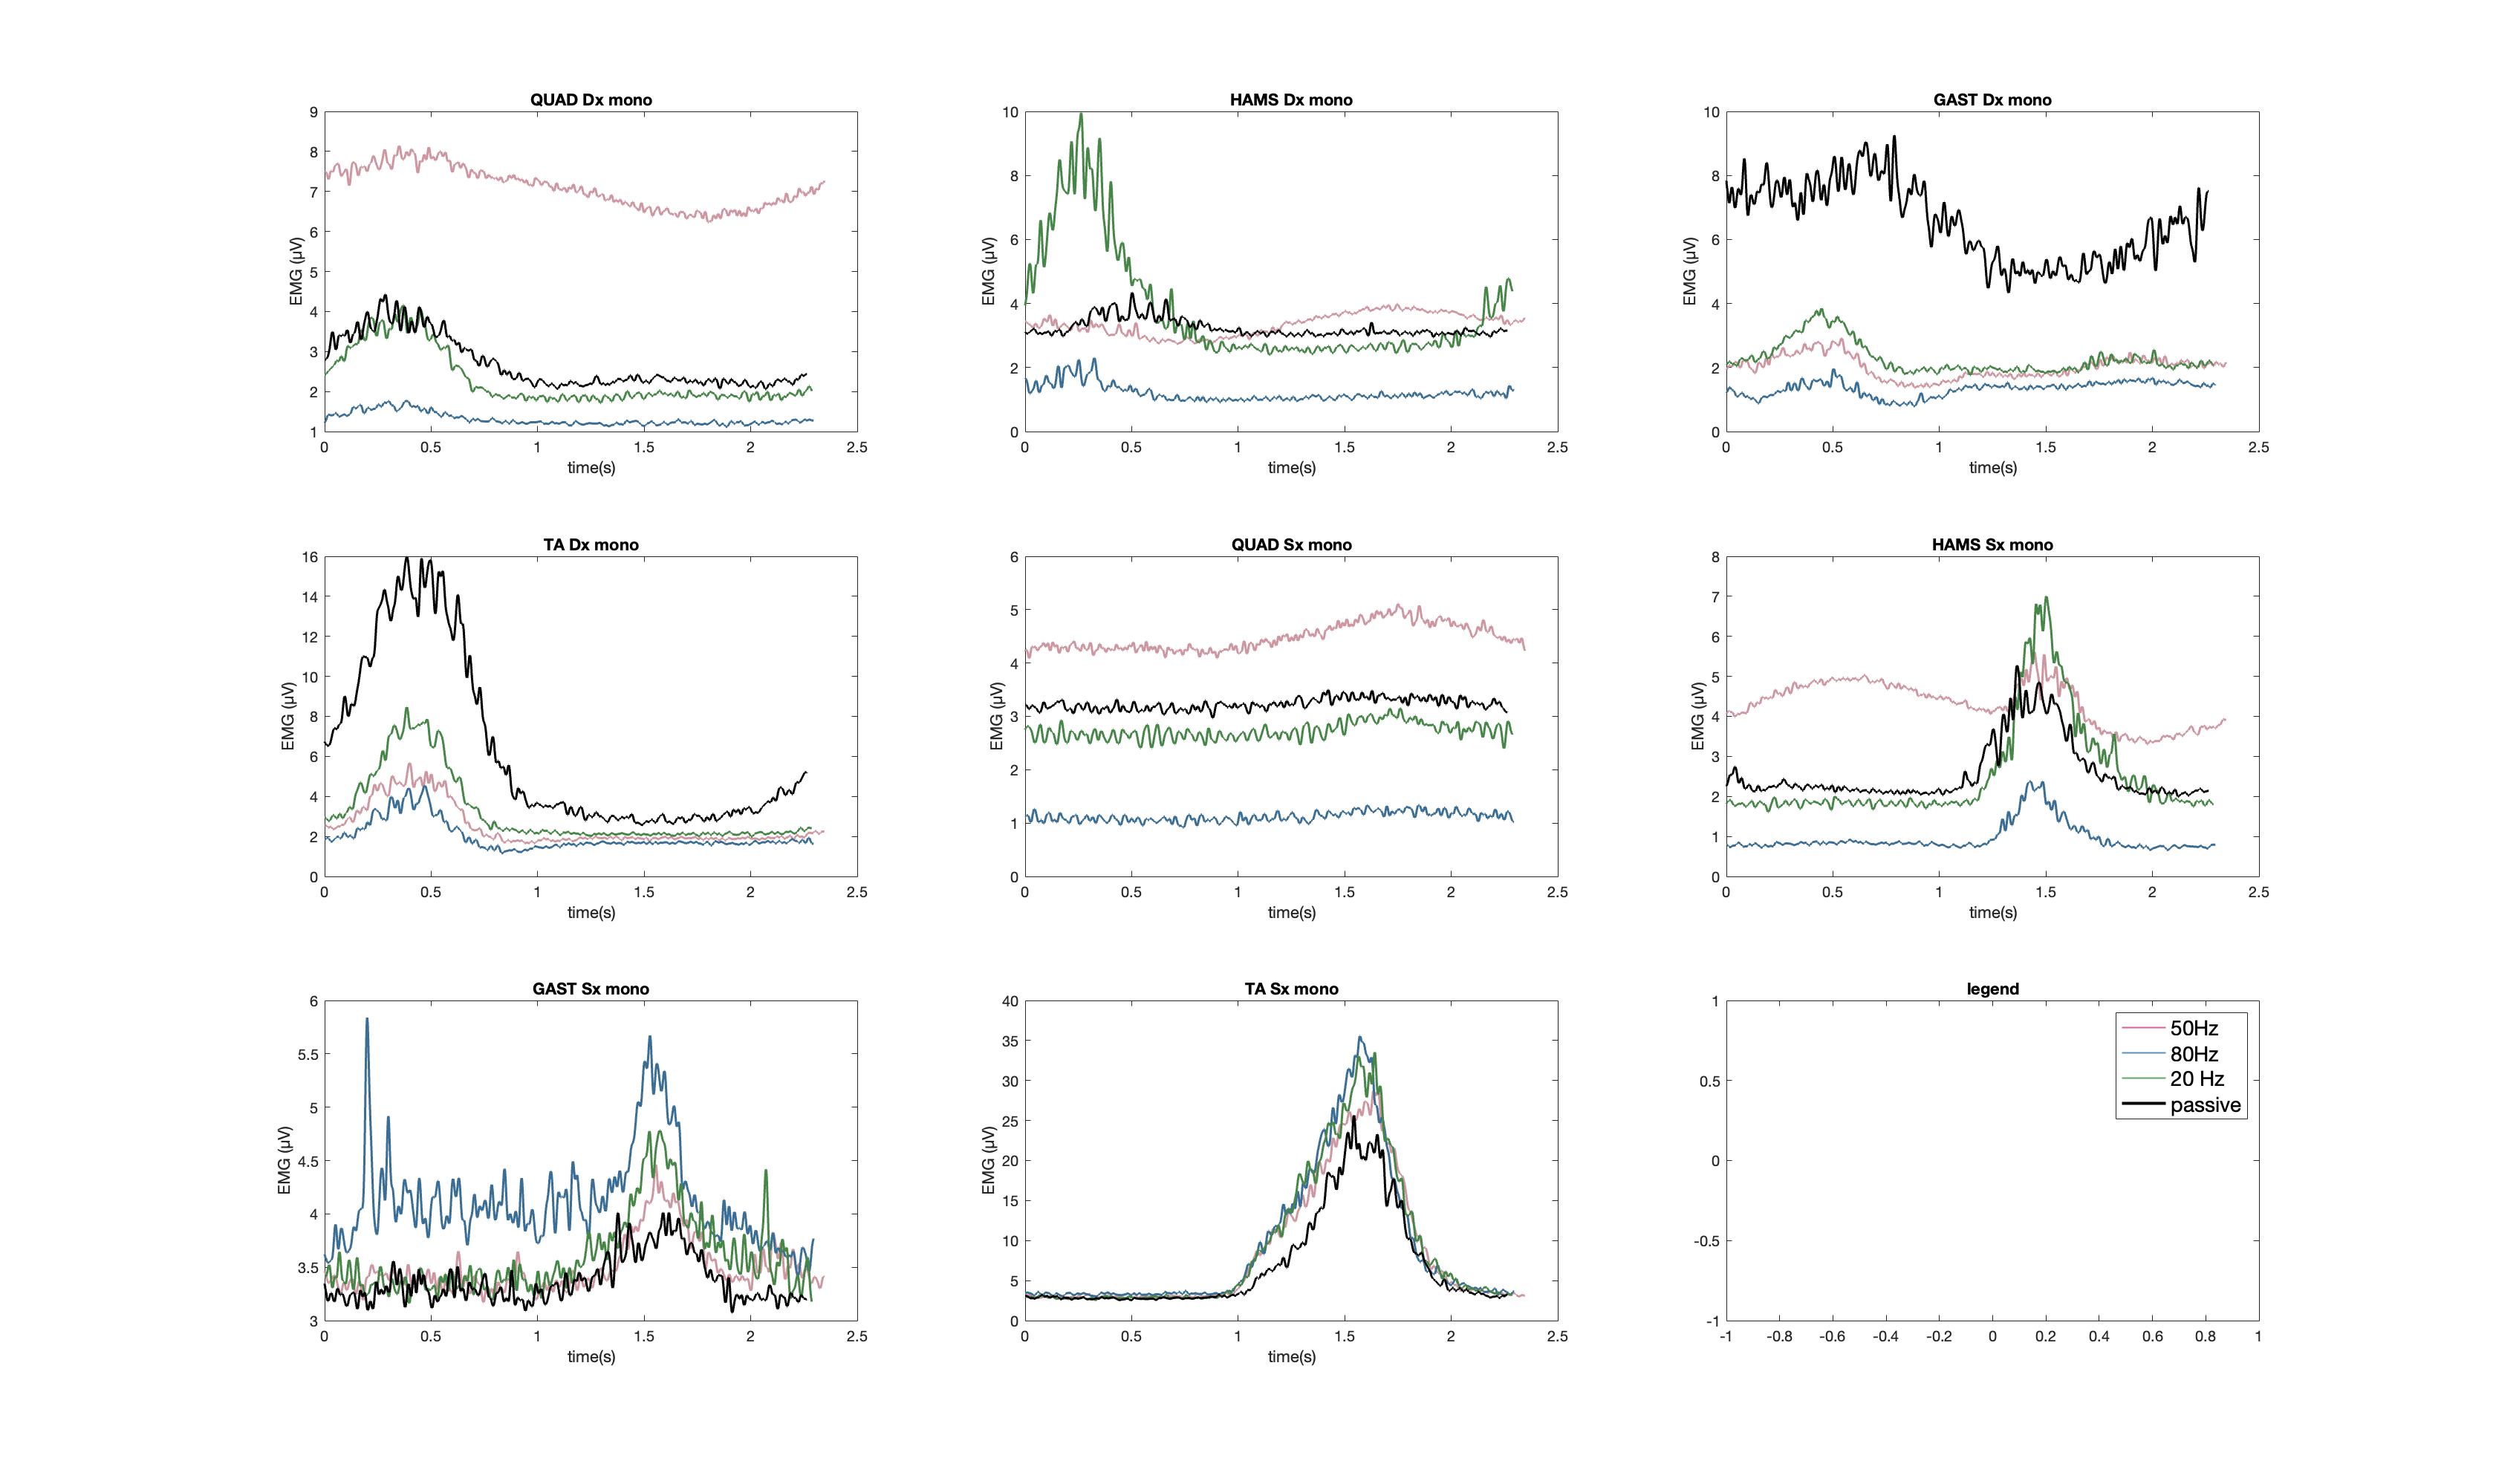 QUAD Dx mono
9
8
7
6
5
4
3
2
1
EMG (µV)
0 0.5 1 1.5 2 2.5
time(s)
HAMS Dx mono
10
8
6
4
2
0
EMG (µV)
0 0.5 1 1.5 2 2.5
time(s)
GAST Dx mono
10
8
6
4
2
0
EMG (µV)
0 0.5 1 1.5 2 2.5
time(s)
TA Dx mono
16
14
12
10
8
6
4
2
0
EMG (µV)
0 0.5 1 1.5 2 2.5
time(s)
QUAD Sx mono
6
5
4
3
2
1
0
EMG (µV)
0 0.5 1 1.5 2 2.5
time(s)
HAMS Sx mono
8
7
6
5
4
3
2
1
0
EMG (µV)
0 0.5 1 1.5 2 2.5
time(s)
GAST Sx mono
6
5.5
5
4.5
4
3.5
3
EMG (µV)
0 0.5 1 1.5 2 2.5
time(s)
TA Sx mono
40
35
30
25
20
15
10
5
0
EMG (µV)
0 0.5 1 1.5 2 2.5
time(s)
legend
1
0.5
0
-0.5
-1
-1 -0.8 -0.6 -0.4 -0.2 0 0.2 0.4 0.6 0.8 1
50Hz
80Hz
20 Hz
passive